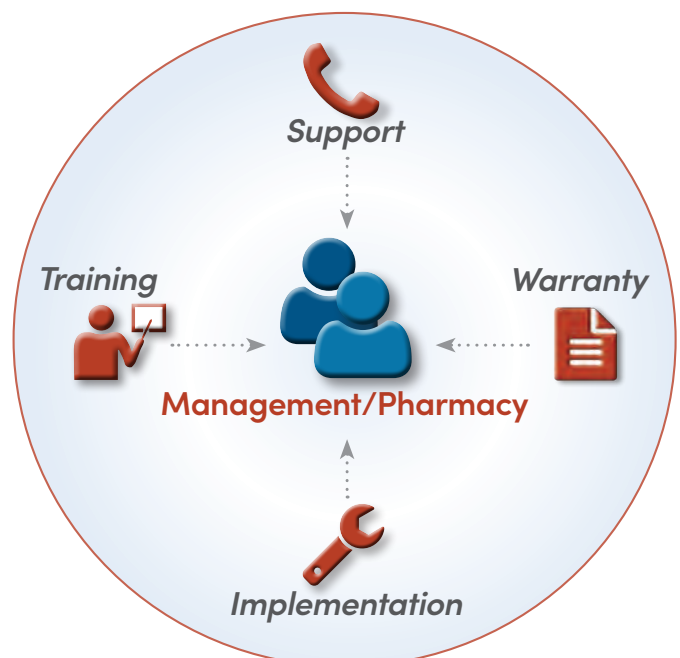 Support
Training
Warranty
Management/Pharmacy
Implementation